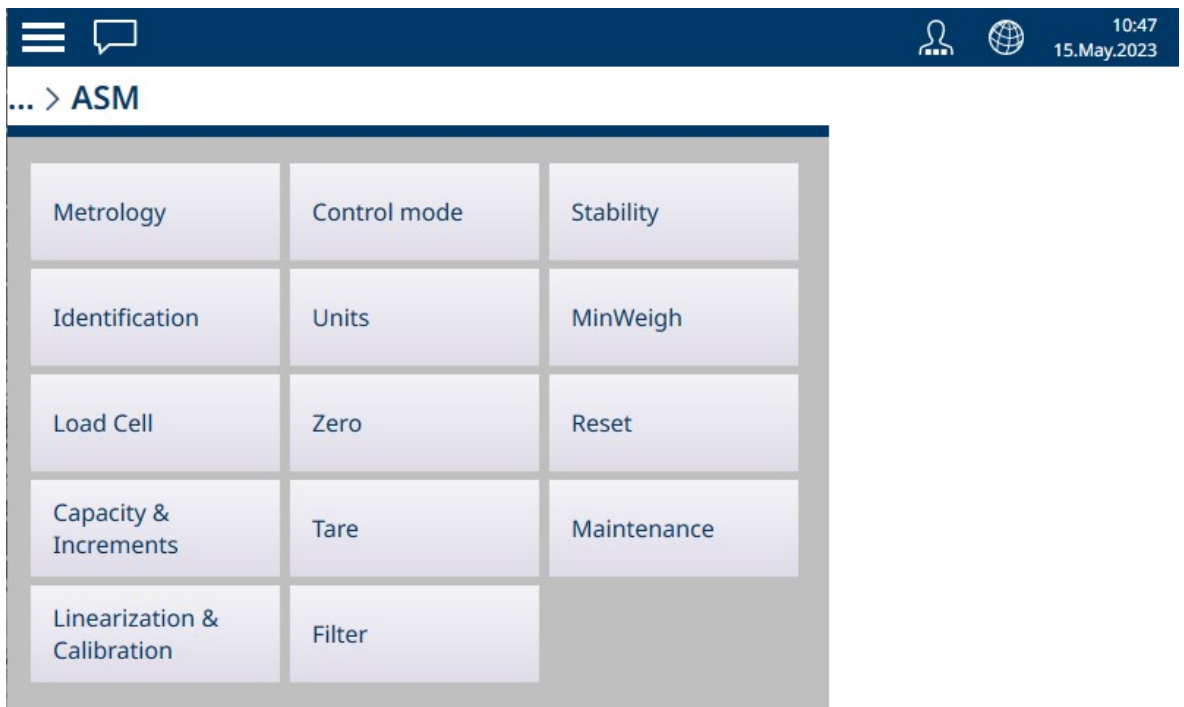 10:47
15.May.2023
... > ASM
Metrology
Control mode
Stability
Identification
Units
MinWeigh
Load Cell
Zero
Reset
Capacity &
Increments
Tare
Maintenance
Linearization &
Calibration
Filter